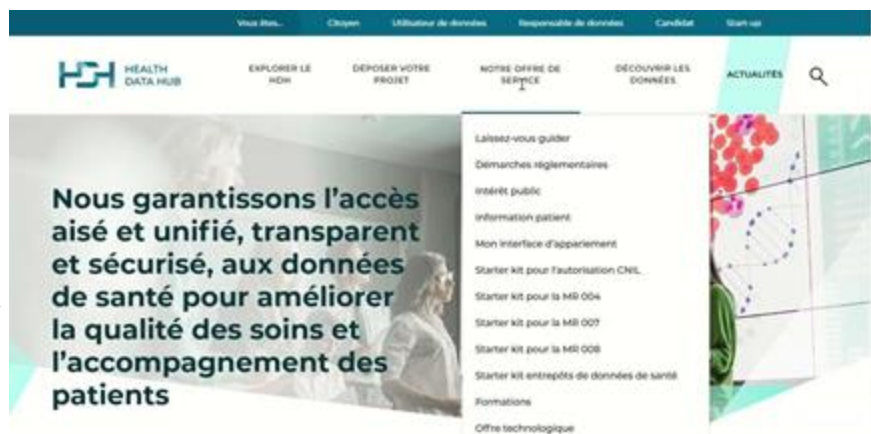 Vous êtes...
Citoyen
Utilisateur de données
Responsable de données
Candidat
Start-up
HDH HEALTH
DATA HUB
EXPLORER LE
HDH
DÉPOSER VOTRE
PROJET
NOTRE OFFRE DE
SERVICE
DÉCOUVRIR LES
DONNÉES
ACTUALITÉS
Nous garantissons l'accès
aisé et unifié, transparent
et sécurisé, aux données
de santé pour améliorer
la qualité des soins et
l'accompagnement des
patients
Laissez-vous guider
Démarches réglementaires
Intérêt public
Information patient
Mon interface d'appariement
Starter kit pour l'autorisation CNIL
Starter kit pour la MR 004
Starter kit pour la MR 007
Starter kit pour la MR 008
Starter kit entrepôts de données de santé
Formations
Offre technologique